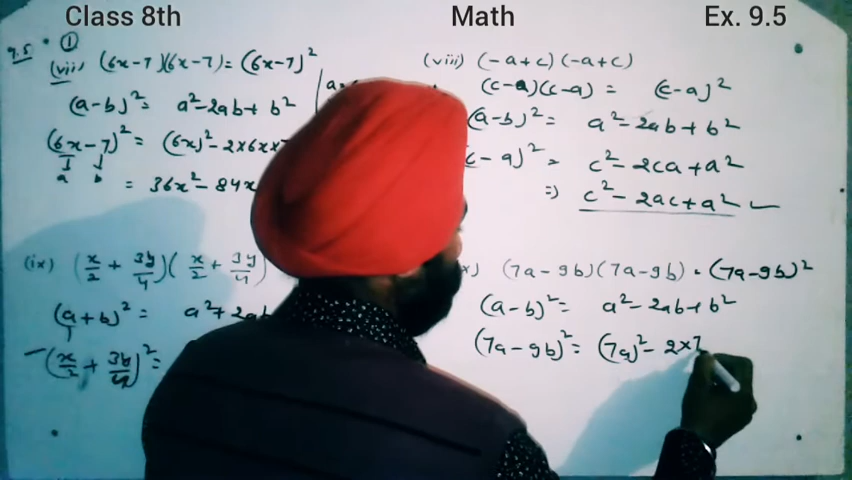 Class 8th Math Ex. 9.5
9.5 ①
(vii) (6x-7)(6x-7) = (6x-7)²
(a-b)² = a²-2ab+b²
(6x-7)² = (6x)²-2×6x×7
a b
= 36x²-84x
(viii) (-a+c)(-a+c)
(c-a)(c-a) = (c-a)²
(a-b)² = a²-2ab+b²
(c-a)² = c²-2ca+a²
⇒ c²-2ac+a²
(ix) (x/2 + 3y/4)(x/2 + 3y/4)
(a+b)² = a²+2ab
(x/2 + 3y/4)² =
(7a-9b)(7a-9b) = (7a-9b)²
(a-b)² = a²-2ab+b²
(7a-9b)² = (7a)²-2×7